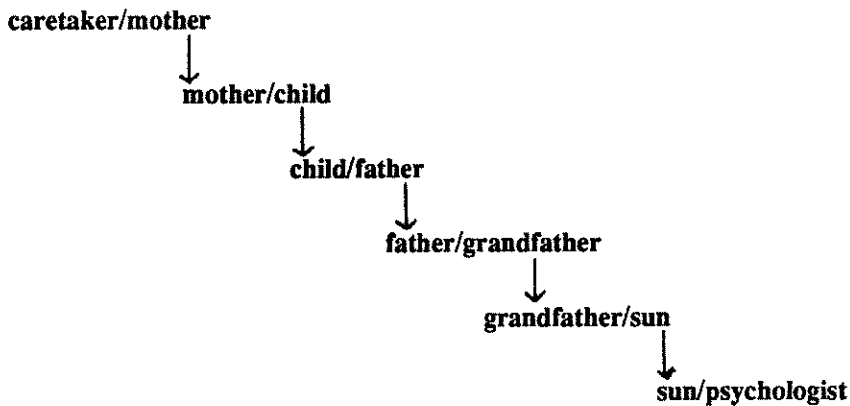 caretaker/mother
mother/child
child/father
father/grandfather
grandfather/sun
sun/psychologist